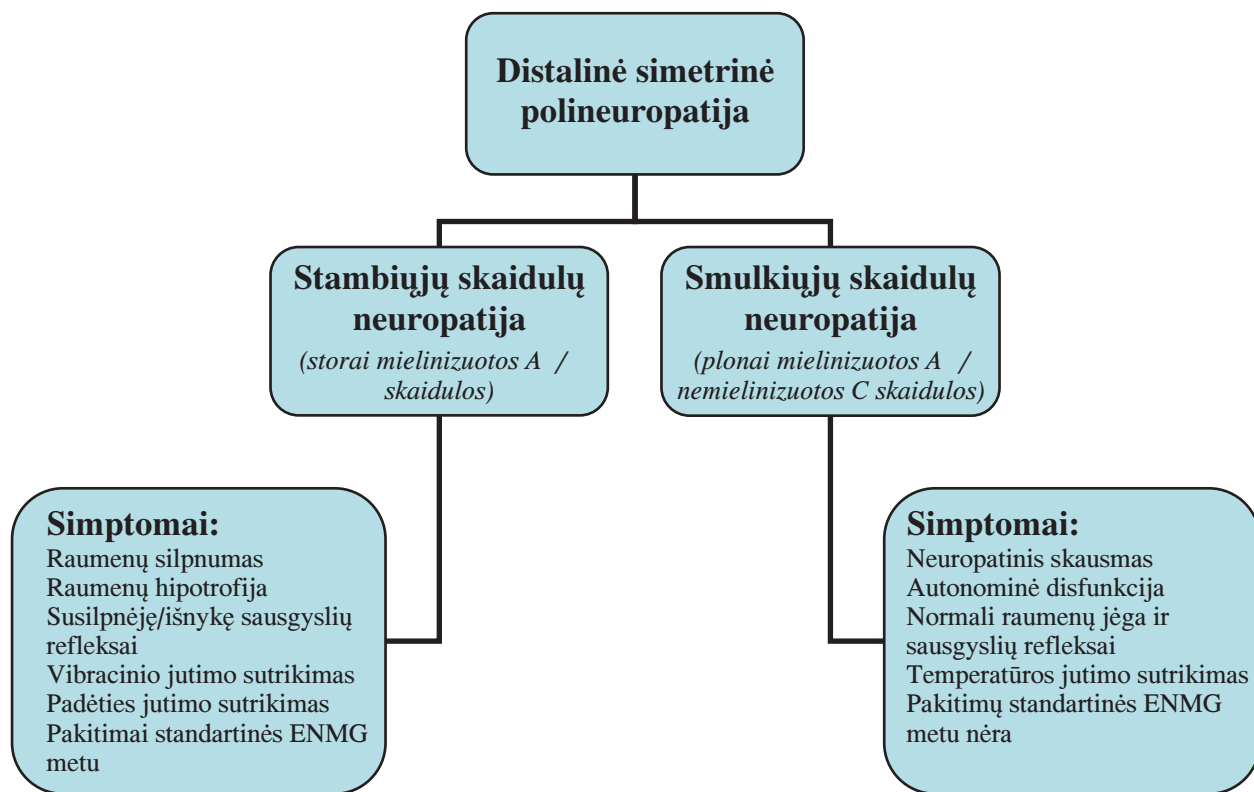 Distalinė simetrinė
polineuropatija
Stambiųjų skaidulų
neuropatija
(storai mielinizuotos A /
skaidulos)
Smulkiųjų skaidulų
neuropatija
(plonai mielinizuotos A /
nemielinizuotos C skaidulos)
Simptomai:
Raumenų silpnumas
Raumenų hipotrofija
Susilpnėję/išnykę sausgyslių
refleksai
Vibracinio jutimo sutrikimas
Padėties jutimo sutrikimas
Pakitimai standartinės ENMG
metu
Simptomai:
Neuropatinis skausmas
Autonominė disfunkcija
Normali raumenų jėga ir
sausgyslių refleksai
Temperatūros jutimo sutrikimas
Pakitimų standartinės ENMG
metu nėra